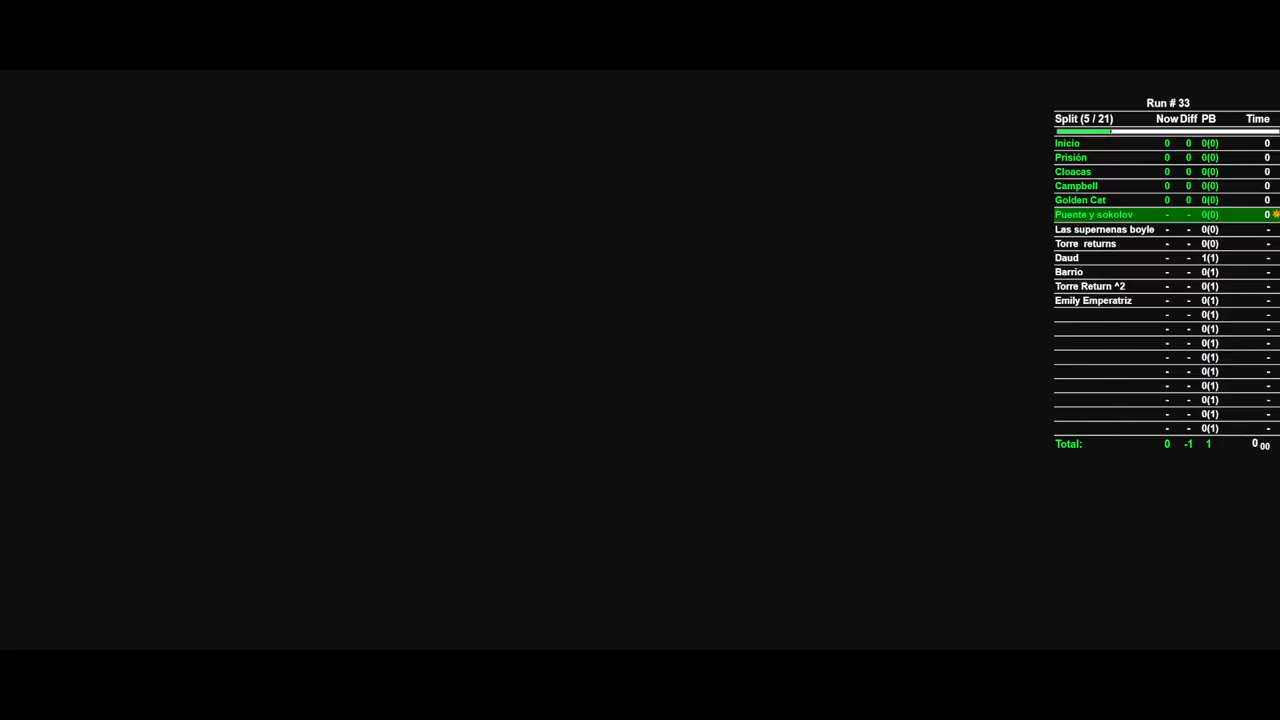 Run # 33
Split (5 / 21) Now Diff PB Time
Inicio 0 0 0(0) 0
Prisión 0 0 0(0) 0
Cloacas 0 0 0(0) 0
Campbell 0 0 0(0) 0
Golden Cat 0 0 0(0) 0
Puente y sokolov - - 0(0) 0
Las supernenas boyle - - 0(0) -
Torre returns - - 0(0) -
Daud - - 1(1) -
Barrio - - 0(1) -
Torre Return ^2 - - 0(1) -
Emily Emperatriz - - 0(1) -
- - 0(1) -
- - 0(1) -
- - 0(1) -
- - 0(1) -
- - 0(1) -
- - 0(1) -
- - 0(1) -
- - 0(1) -
- - 0(1) -
Total: 0 -1 1 0 00